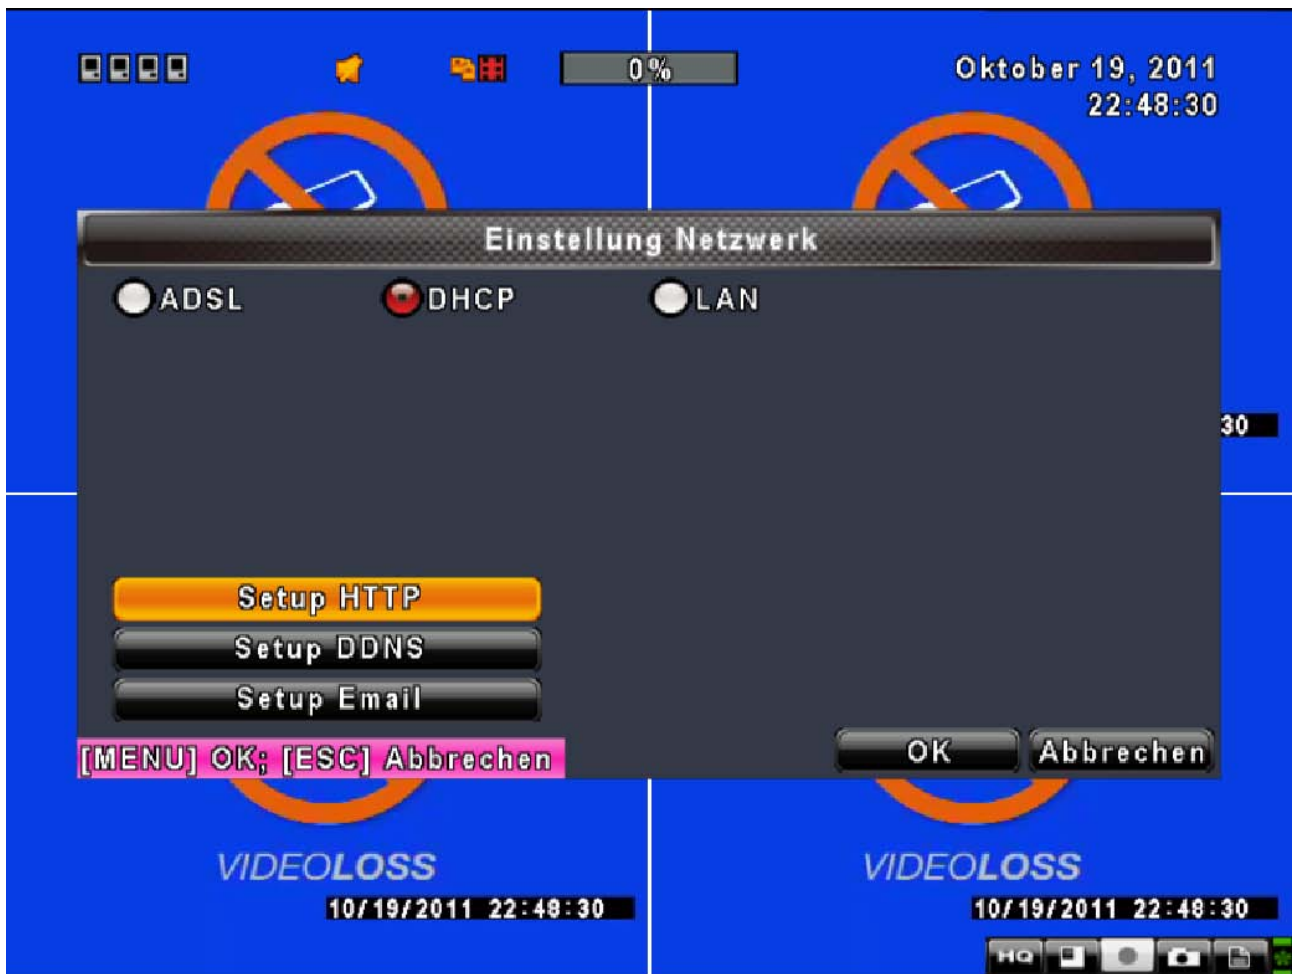 0%
Oktober 19, 2011
22:48:30
Einstellung Netzwerk
ADSL DHCP LAN
30
Setup HTTP
Setup DDNS
Setup Email
[MENU] OK; [ESC] Abbrechen
OK Abbrechen
VIDEOLOSS VIDEOLOSS
10/19/2011 22:48:30 10/19/2011 22:48:30
HQ